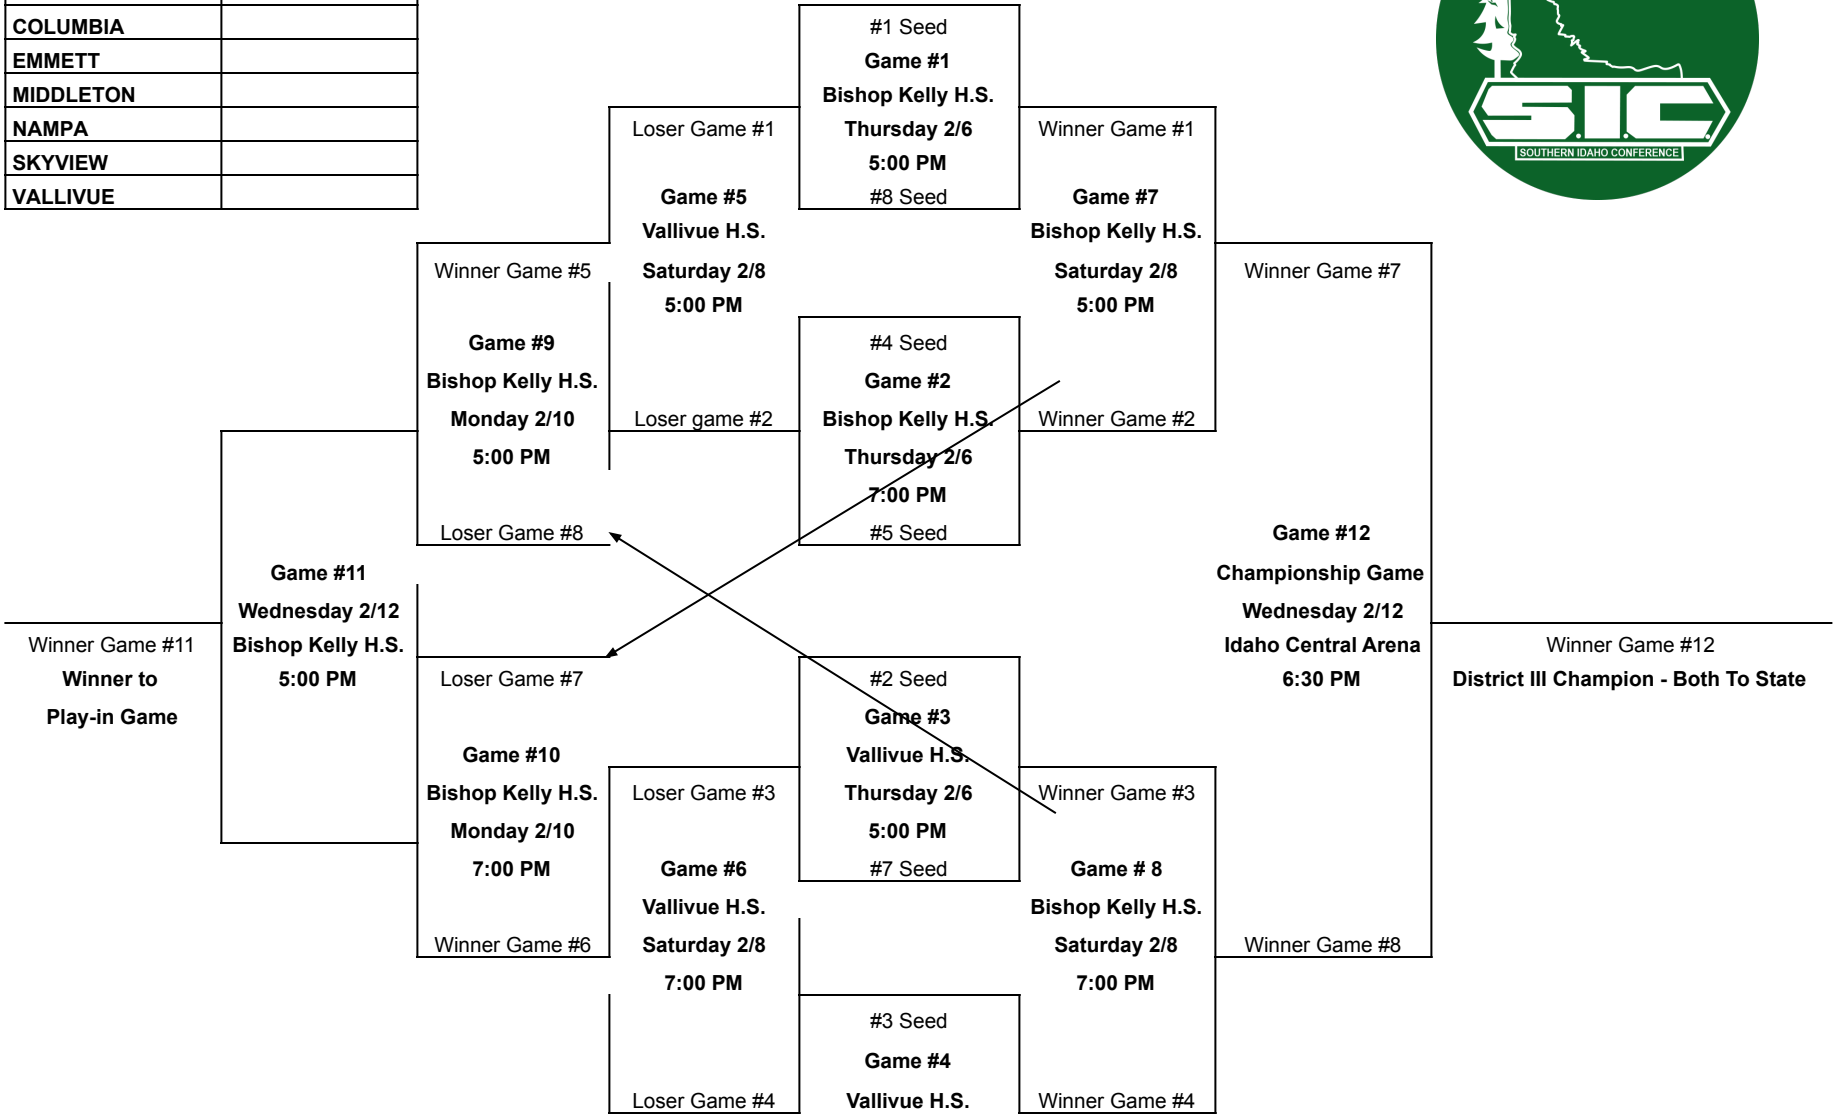 COLUMBIA
EMMETT
MIDDLETON
NAMPA
SKYVIEW
VALLIVUE
S.I.C.
SOUTHERN IDAHO CONFERENCE
#1 Seed
Game #1
Bishop Kelly H.S.
Thursday 2/6
5:00 PM
#8 Seed
Loser Game #1
Game #5
Vallivue H.S.
Saturday 2/8
5:00 PM
Loser game #2
Winner Game #1
Game #7
Bishop Kelly H.S.
Saturday 2/8
5:00 PM
Winner Game #2
Winner Game #5
Game #9
Bishop Kelly H.S.
Monday 2/10
5:00 PM
Loser Game #8
#4 Seed
Game #2
Bishop Kelly H.S.
Thursday 2/6
7:00 PM
#5 Seed
Winner Game #7
Game #12
Championship Game
Wednesday 2/12
Idaho Central Arena
6:30 PM
Winner Game #8
Game #11
Wednesday 2/12
Bishop Kelly H.S.
5:00 PM
Winner Game #11
Winner to
Play-in Game
Winner Game #12
District III Champion - Both To State
Loser Game #7
Game #10
Bishop Kelly H.S.
Monday 2/10
7:00 PM
Winner Game #6
#2 Seed
Game #3
Vallivue H.S.
Thursday 2/6
5:00 PM
#7 Seed
Loser Game #3
Game #6
Vallivue H.S.
Saturday 2/8
7:00 PM
Loser Game #4
Winner Game #3
Game # 8
Bishop Kelly H.S.
Saturday 2/8
7:00 PM
Winner Game #4
#3 Seed
Game #4
Vallivue H.S.